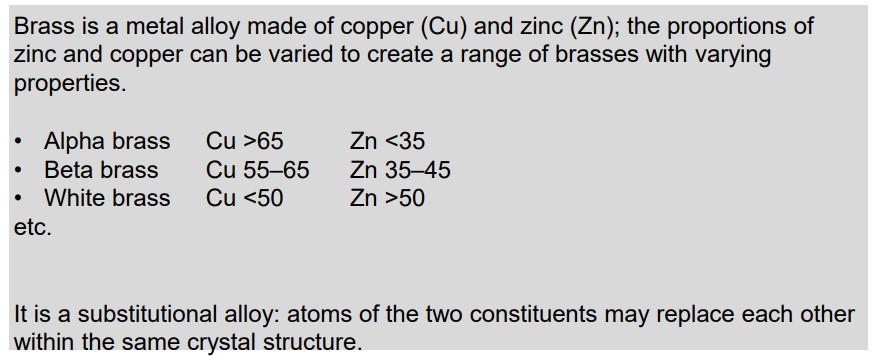 Brass is a metal alloy made of copper (Cu) and zinc (Zn); the proportions of
zinc and copper can be varied to create a range of brasses with varying
properties.
• Alpha brass Cu >65 Zn <35
• Beta brass Cu 55–65 Zn 35–45
• White brass Cu <50 Zn >50
etc.
It is a substitutional alloy: atoms of the two constituents may replace each other
within the same crystal structure.